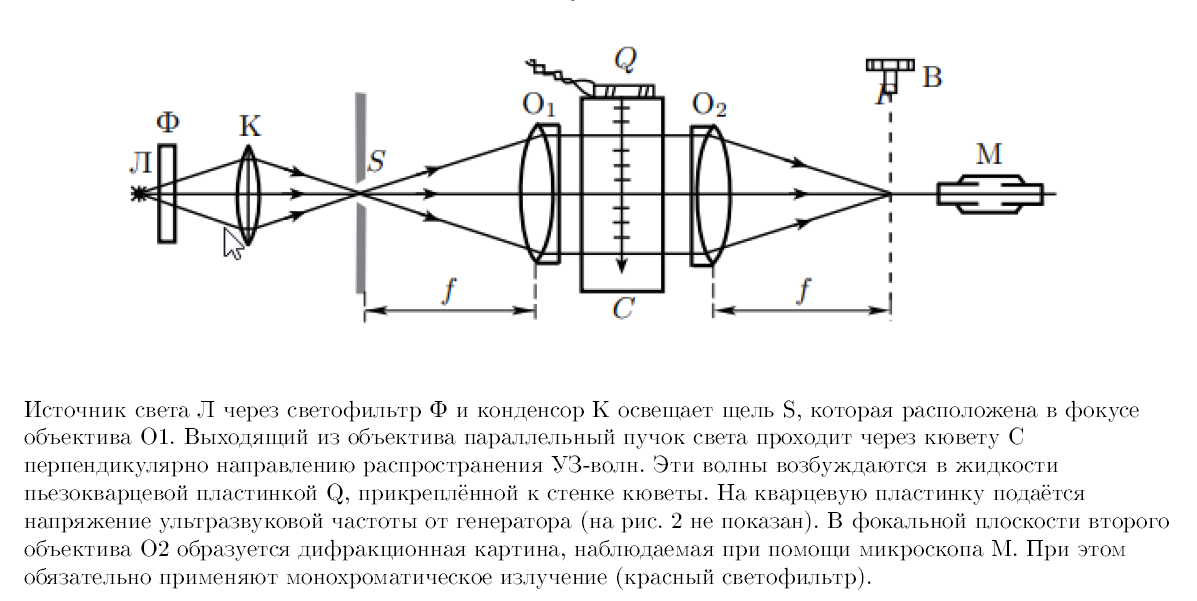 Q
B
F
O₁
O₂
Ф
К
М
Л
S
f
f
C
Источник света Л через светофильтр Ф и конденсор К освещает щель S, которая расположена в фокусе
объектива О1. Выходящий из объектива параллельный пучок света проходит через кювету С
перпендикулярно направлению распространения УЗ-волн. Эти волны возбуждаются в жидкости
пьезокварцевой пластинкой Q, прикреплённой к стенке кюветы. На кварцевую пластинку подаётся
напряжение ультразвуковой частоты от генератора (на рис. 2 не показан). В фокальной плоскости второго
объектива О2 образуется дифракционная картина, наблюдаемая при помощи микроскопа М. При этом
обязательно применяют монохроматическое излучение (красный светофильтр).